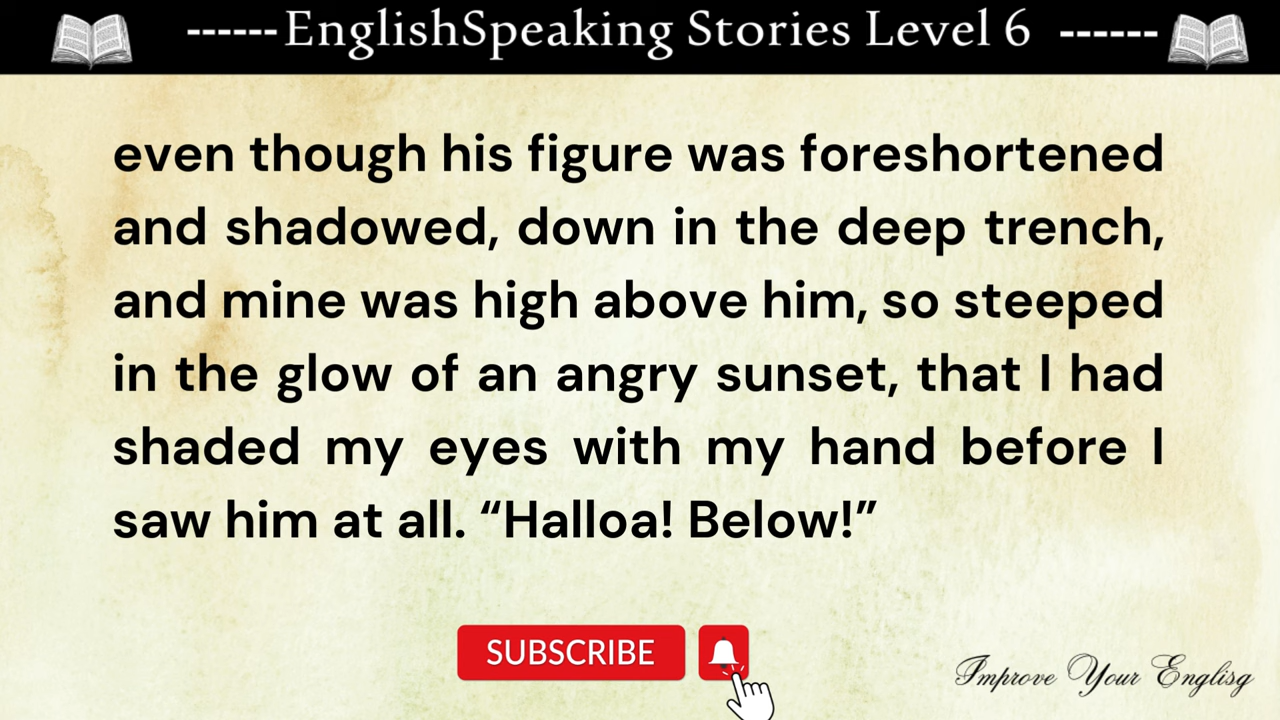 ------EnglishSpeaking Stories Level 6 ------
even though his figure was foreshortened
and shadowed, down in the deep trench,
and mine was high above him, so steeped
in the glow of an angry sunset, that I had
shaded my eyes with my hand before I
saw him at all. “Halloa! Below!”
SUBSCRIBE
Improve Your Englisg